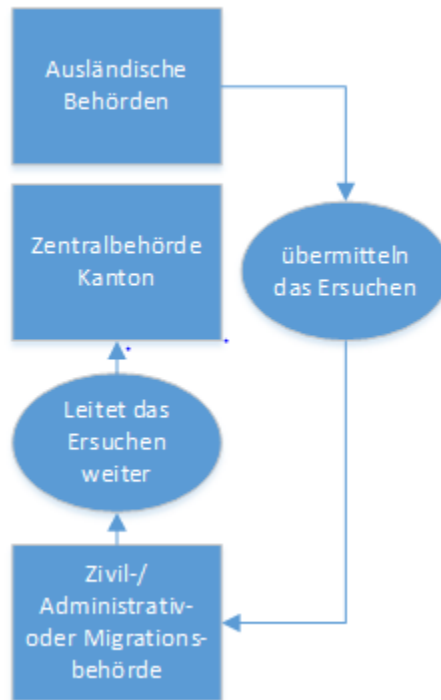 Ausländische
Behörden
übermitteln
das Ersuchen
Zentralbehörde
Kanton
Leitet das
Ersuchen
weiter
Zivil-/
Administrativ-
oder Migrations-
behörde